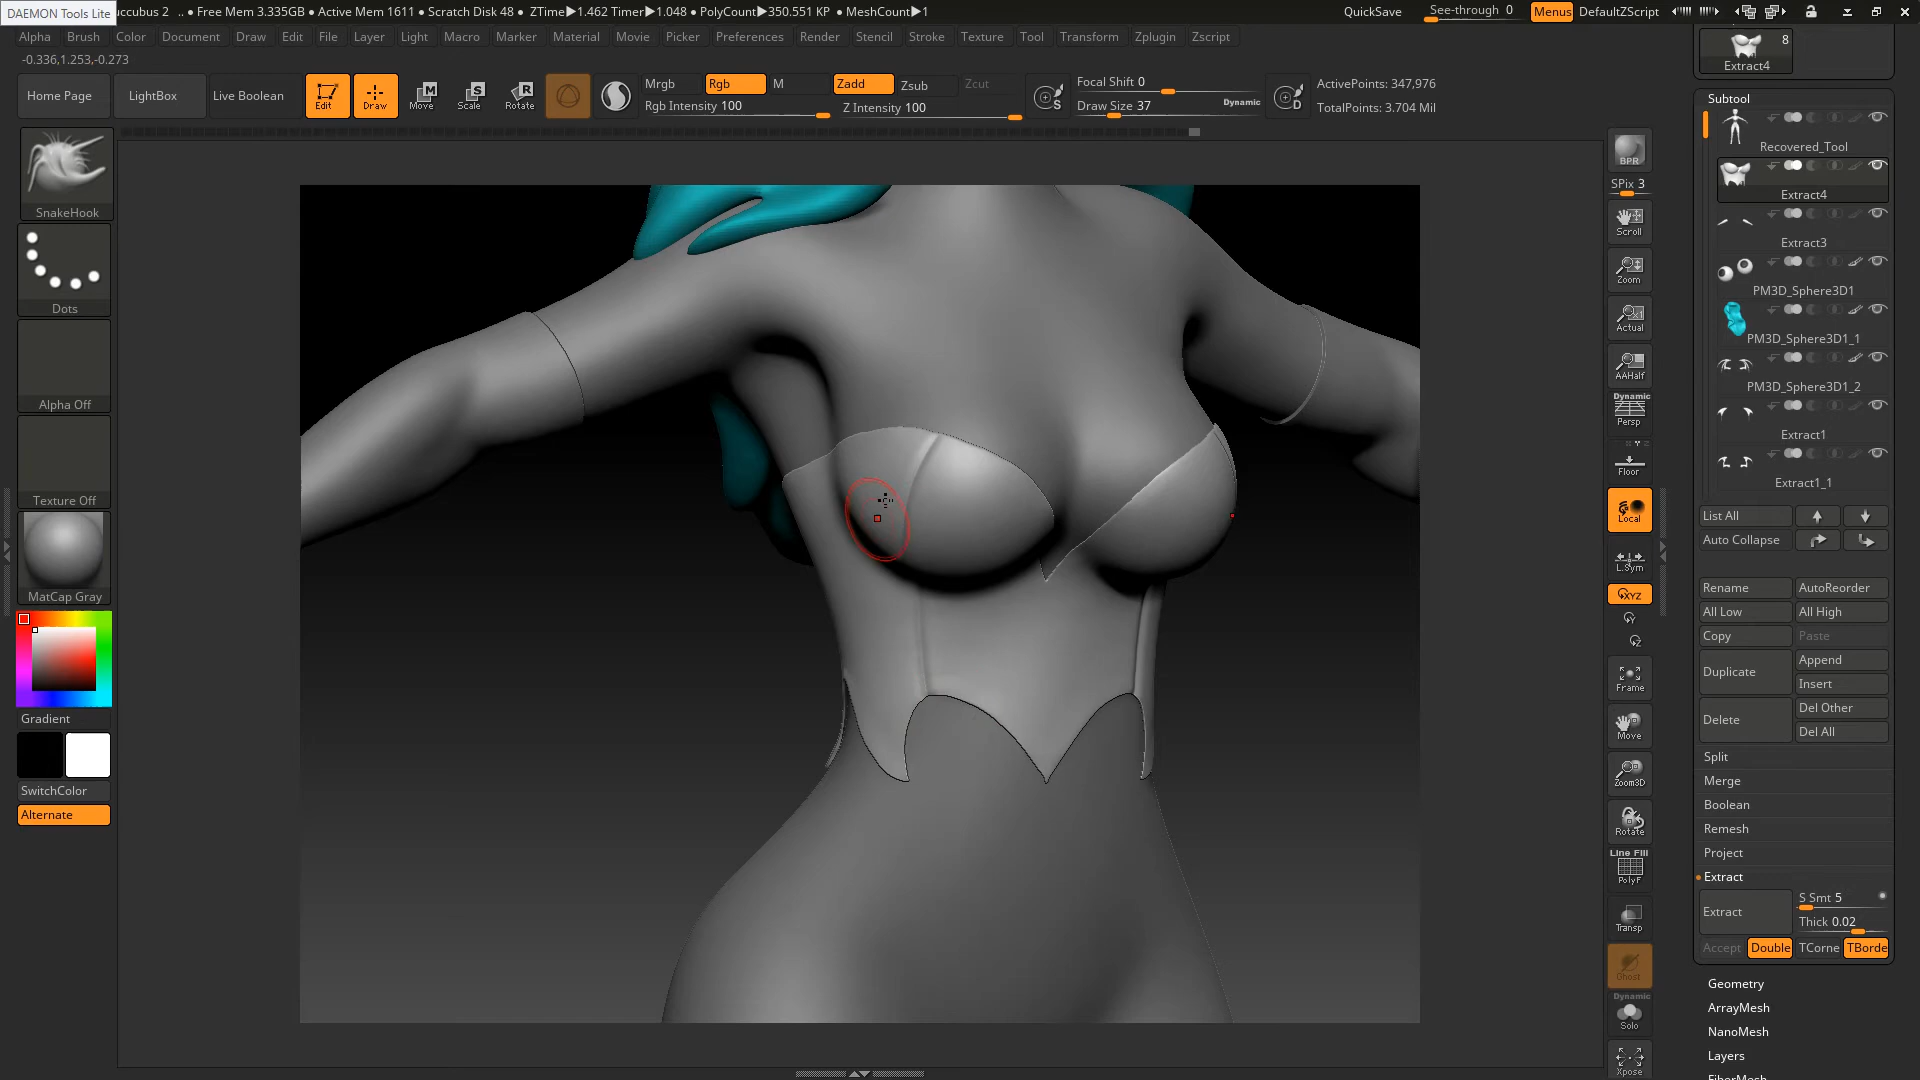 DAEMON Tools Lite
uccubus 2 .. ● Free Mem 3.335GB ● Active Mem 1611 ● Scratch Disk 48 ● ZTime▶1.462 Timer▶1.048 ● PolyCount▶350.551 KP ● MeshCount▶1
QuickSave See-through 0 Menus DefaultZScript
Alpha Brush Color Document Draw Edit File Layer Light Macro Marker Material Movie Picker Preferences Render Stencil Stroke Texture Tool Transform Zplugin Zscript
-0.336,1.253,-0.273
Home Page LightBox Live Boolean Edit Draw Move Scale Rotate
Mrgb Rgb M Zadd Zsub Zcut
Rgb Intensity 100 Z Intensity 100
Focal Shift 0
Draw Size 37 Dynamic
ActivePoints: 347,976
TotalPoints: 3.704 Mil
SnakeHook
Dots
Alpha Off
Texture Off
MatCap Gray
Gradient
SwitchColor
Alternate
BPR
SPix 3
Scroll
Zoom
Actual
AAHalf
Dynamic
Persp
Floor
Local
L.Sym
XYZ
Y
Z
Frame
Move
Zoom3D
Rotate
Line Fill
PolyF
Transp
Ghost
Dynamic
Solo
Xpose
8
Extract4
Subtool
Recovered_Tool
Extract4
Extract3
PM3D_Sphere3D1
PM3D_Sphere3D1_1
PM3D_Sphere3D1_2
Extract1
Extract1_1
List All
Auto Collapse
Rename AutoReorder
All Low All High
Copy Paste
Duplicate Append
Insert
Delete Del Other
Del All
Split
Merge
Boolean
Remesh
Project
Extract
Extract S Smt 5
Thick 0.02
Accept Double TCorne TBorde
Geometry
ArrayMesh
NanoMesh
Layers
FiberMesh